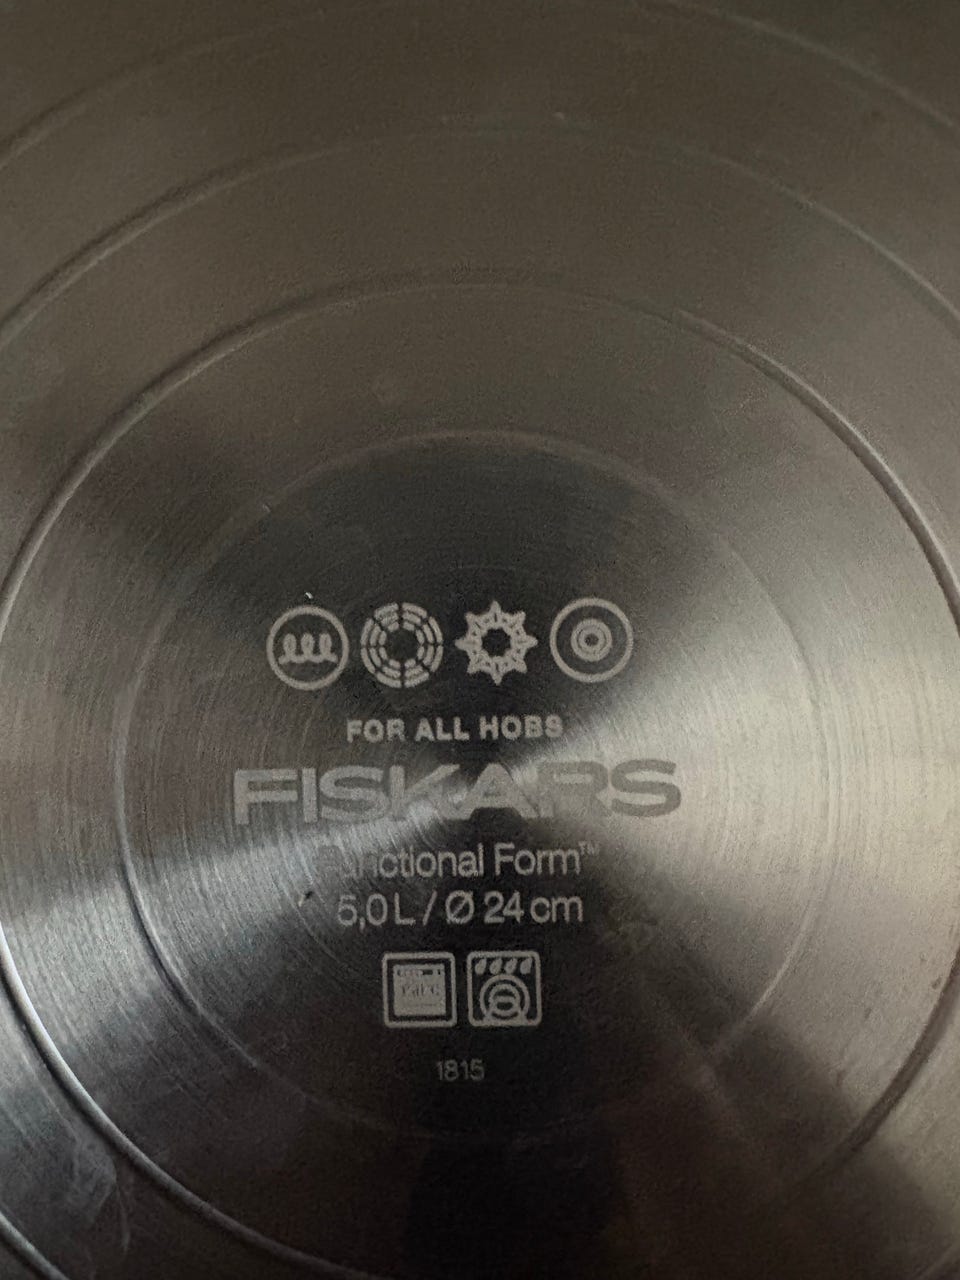 FOR ALL HOBS
FISKARS
Functional Form™
5,0 L / Ø 24 cm
1815